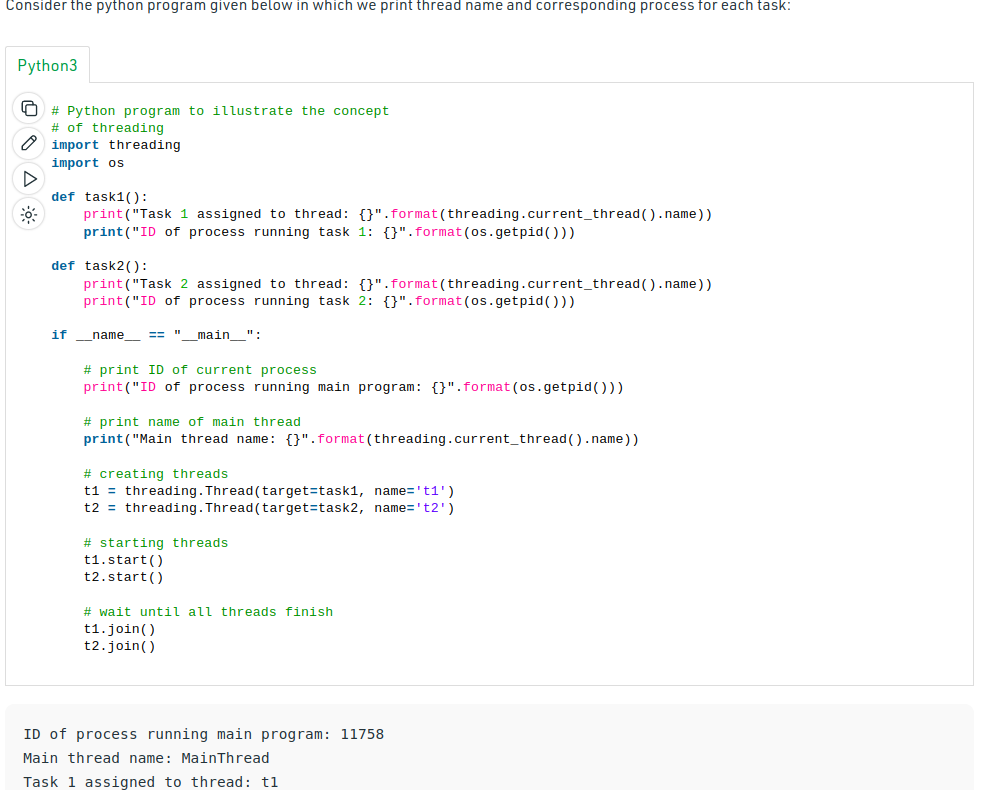 Consider the python program given below in which we print thread name and corresponding process for each task:
Python3
# Python program to illustrate the concept
# of threading
import threading
import os
def task1():
    print("Task 1 assigned to thread: {}".format(threading.current_thread().name))
    print("ID of process running task 1: {}".format(os.getpid()))
def task2():
    print("Task 2 assigned to thread: {}".format(threading.current_thread().name))
    print("ID of process running task 2: {}".format(os.getpid()))
if __name__ == "__main__":
    # print ID of current process
    print("ID of process running main program: {}".format(os.getpid()))
    # print name of main thread
    print("Main thread name: {}".format(threading.current_thread().name))
    # creating threads
    t1 = threading.Thread(target=task1, name='t1')
    t2 = threading.Thread(target=task2, name='t2')
    # starting threads
    t1.start()
    t2.start()
    # wait until all threads finish
    t1.join()
    t2.join()
ID of process running main program: 11758
Main thread name: MainThread
Task 1 assigned to thread: t1